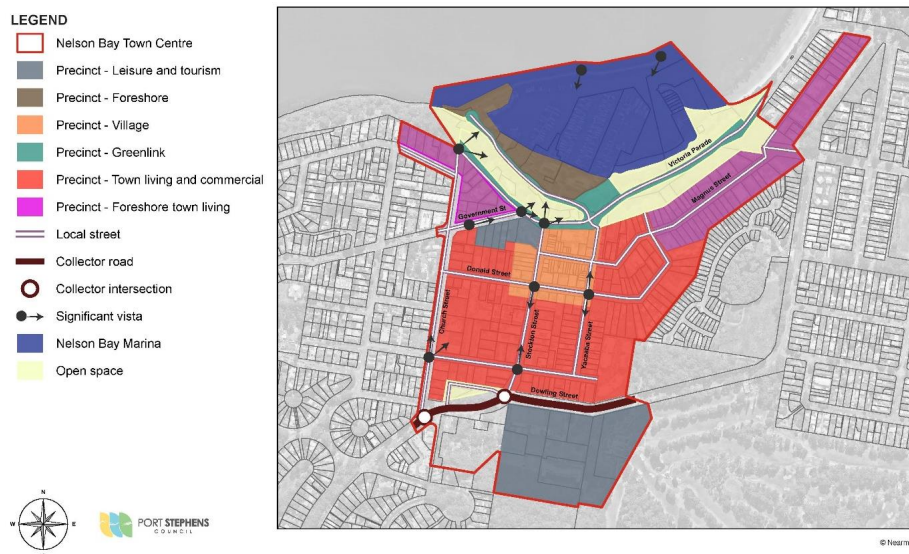 LEGEND
Nelson Bay Town Centre
Precinct - Leisure and tourism
Precinct - Foreshore
Precinct - Village
Precinct - Greenlink
Precinct - Town living and commercial
Precinct - Foreshore town living
Local street
Collector road
Collector intersection
Significant vista
Nelson Bay Marina
Open space
Victoria Parade
Magnus Street
Government St
Donald Street
Church Street
Stockton Street
Yacaaba Street
Dowling Street
N
W
E
S
PORT STEPHENS
COUNCIL